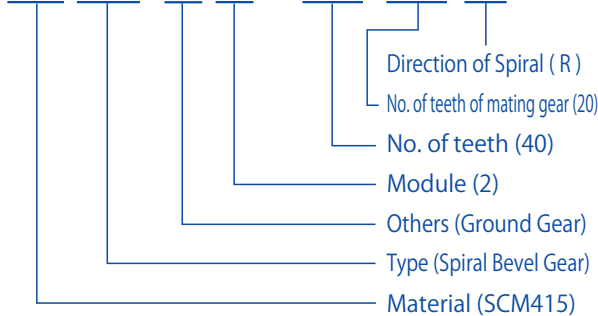 Direction of Spiral ( R )
No. of teeth of mating gear (20)
No. of teeth (40)
Module (2)
Others (Ground Gear)
Type (Spiral Bevel Gear)
Material (SCM415)